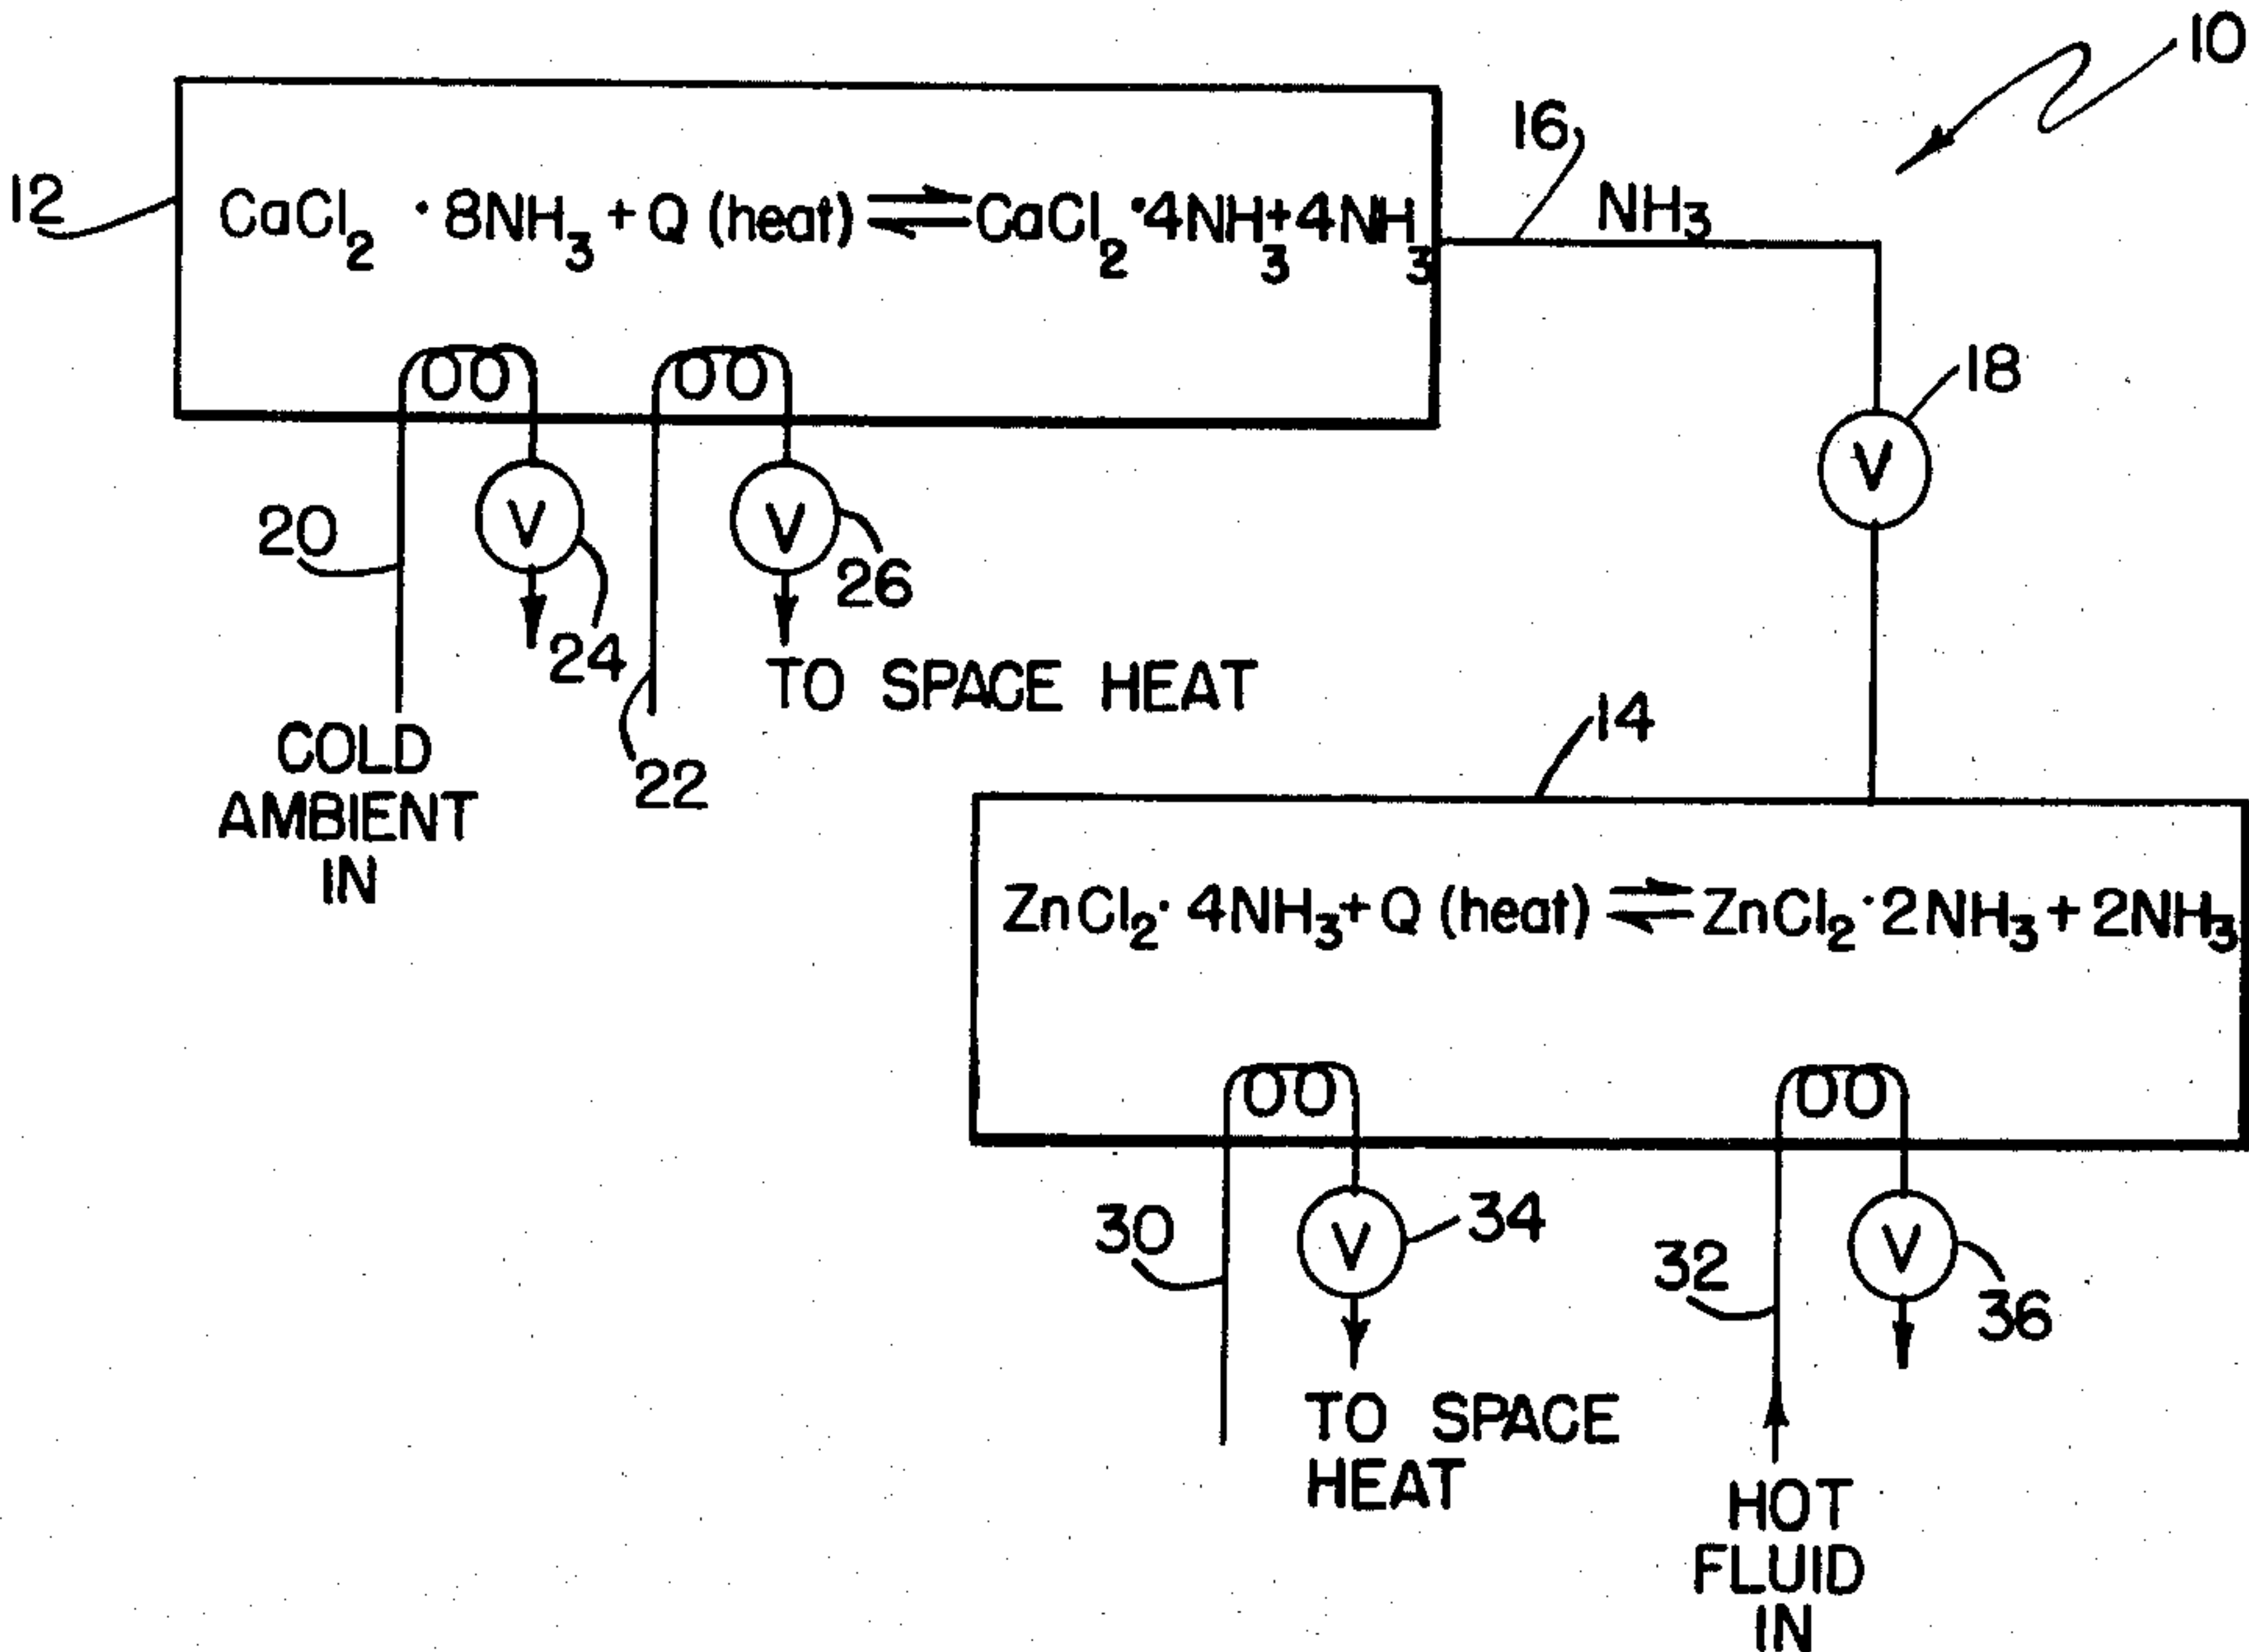 10
16
NH3
12
CaCl2 · 8NH3 + Q (heat) ⇌ CaCl2 · 4NH3 + 4NH3
18
V
V
V
20
26
24
TO SPACE HEAT
22
COLD
AMBIENT
IN
14
ZnCl2 · 4NH3 + Q (heat) ⇌ ZnCl2 · 2NH3 + 2NH3
30
V
34
32
V
36
TO SPACE
HEAT
HOT
FLUID
IN